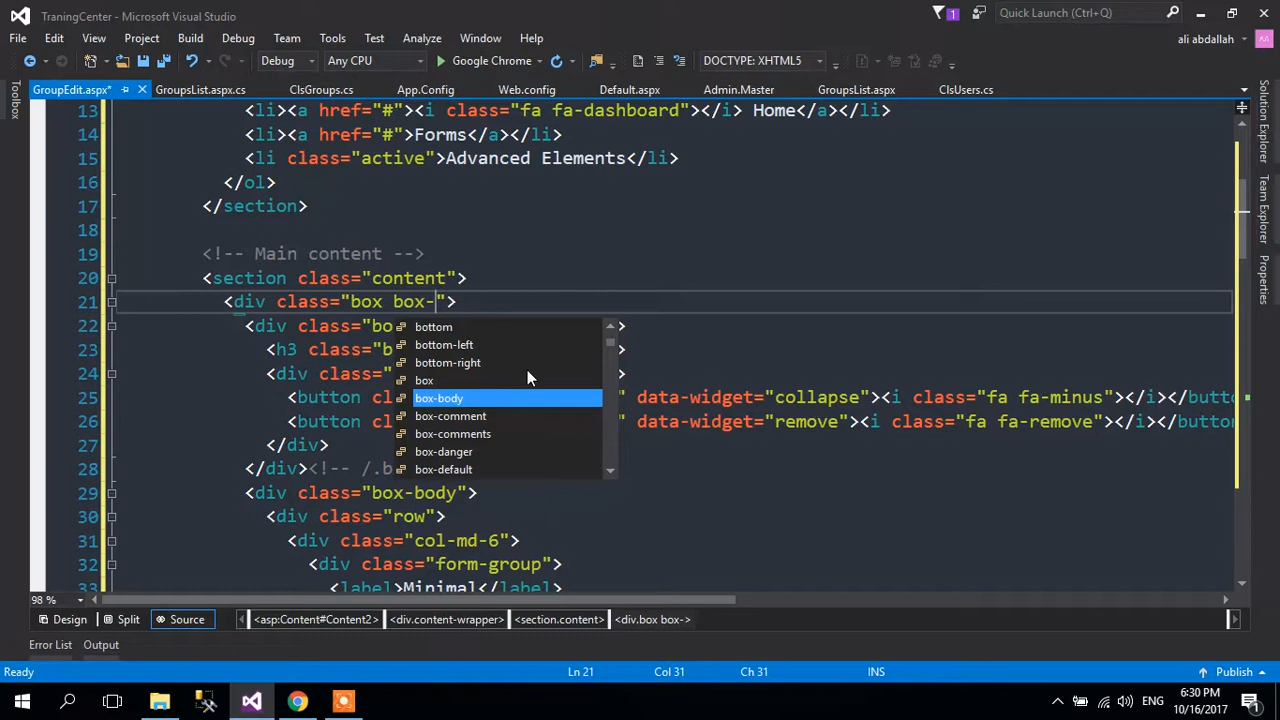 TraningCenter - Microsoft Visual Studio
1
Quick Launch (Ctrl+Q)
File Edit View Project Build Debug Team Tools Test Analyze Window Help
ali abdallah
Debug Any CPU Google Chrome DOCTYPE: XHTML5
Toolbox
GroupEdit.aspx* GroupsList.aspx.cs ClsGroups.cs App.Config Web.config Default.aspx Admin.Master GroupsList.aspx ClsUsers.cs
13 <li><a href="#"><i class="fa fa-dashboard"></i> Home</a></li>
14 <li><a href="#">Forms</a></li>
15 <li class="active">Advanced Elements</li>
16 </ol>
17 </section>
18
19 <!-- Main content -->
20 <section class="content">
21 <div class="box box-">
22 <div class="bo >
23 <h3 class="b >
24 <div class=" >
25 <button cl " data-widget="collapse"><i class="fa fa-minus"></i></butto
26 <button cl " data-widget="remove"><i class="fa fa-remove"></i></button
27 </div>
28 </div><!-- /.b
29 <div class="box-body">
30 <div class="row">
31 <div class="col-md-6">
32 <div class="form-group">
33 <label>Minimal</label>
bottom
bottom-left
bottom-right
box
box-body
box-comment
box-comments
box-danger
box-default
Solution Explorer
Team Explorer
Properties
98 %
Design Split Source <asp:Content#Content2> <div.content-wrapper> <section.content> <div.box box->
Error List Output
Ready Ln 21 Col 31 Ch 31 INS Publish
ENG
6:30 PM
10/16/2017
1